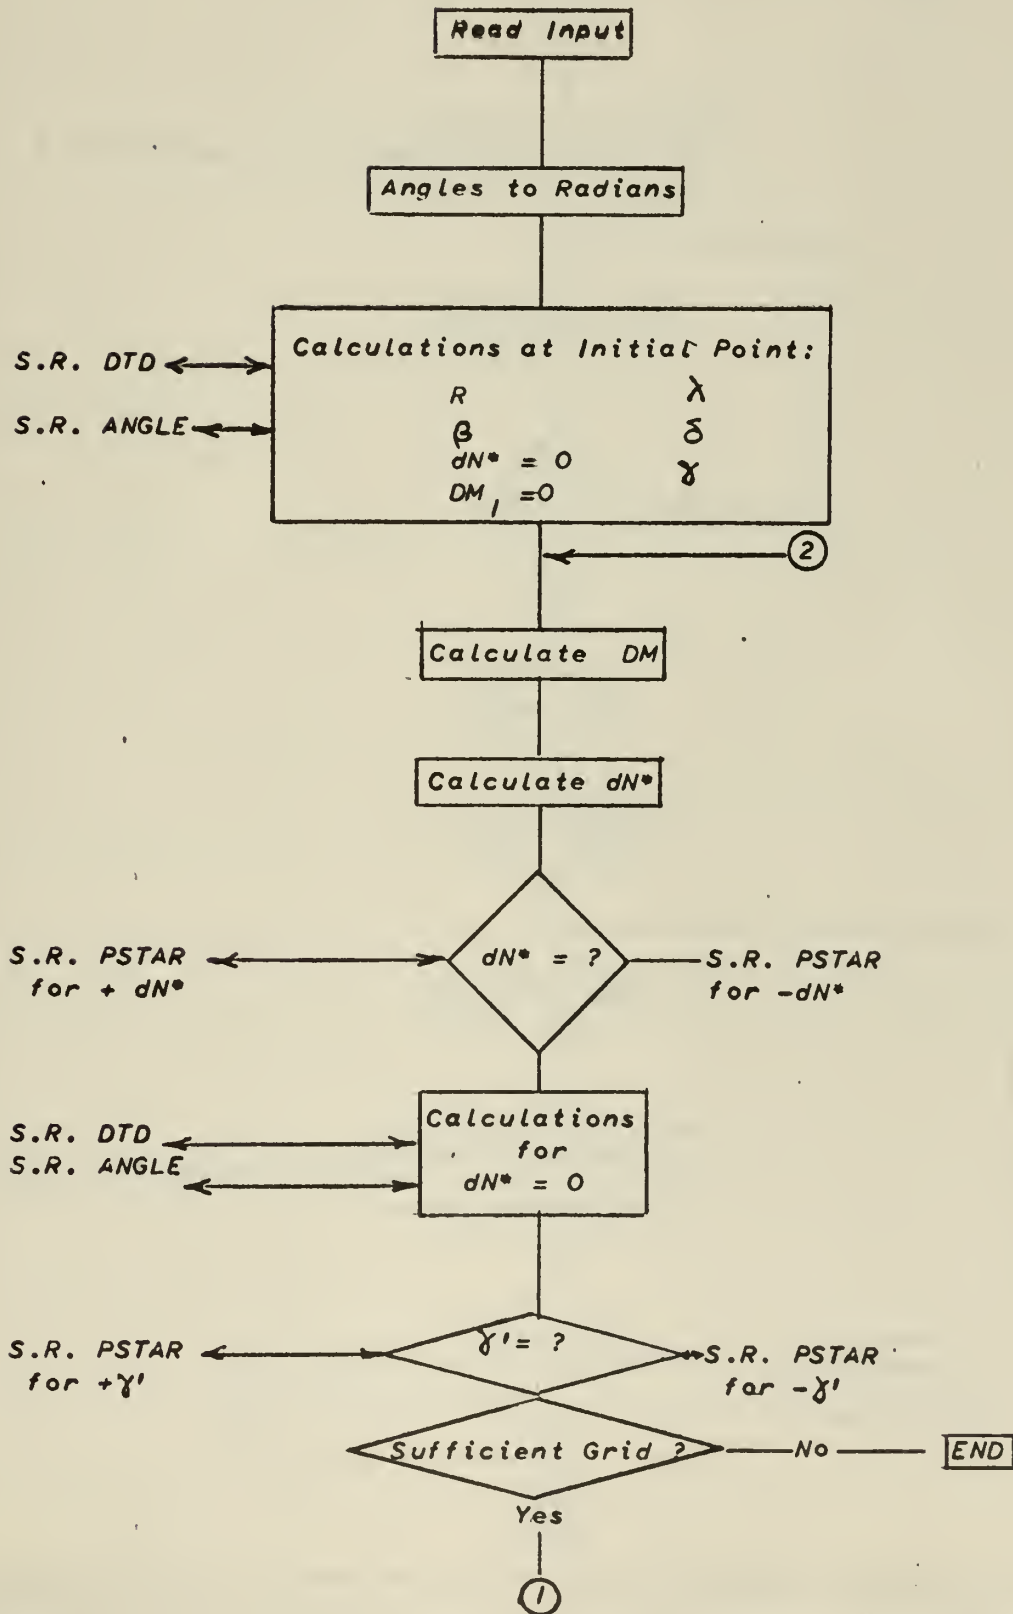 Read Input
Angles to Radians
Calculations at Initial Point:
S.R. DTD
R λ
S.R. ANGLE
β δ
dN* = 0 γ
DM₁ = 0
2
Calculate DM
Calculate dN*
S.R. PSTAR
for + dN*
dN* = ?
S.R. PSTAR
for -dN*
Calculations
for
dN* = 0
S.R. DTD
S.R. ANGLE
S.R. PSTAR
for +γ'
γ' = ?
S.R. PSTAR
for -γ'
Sufficient Grid ?
No
END
Yes
1